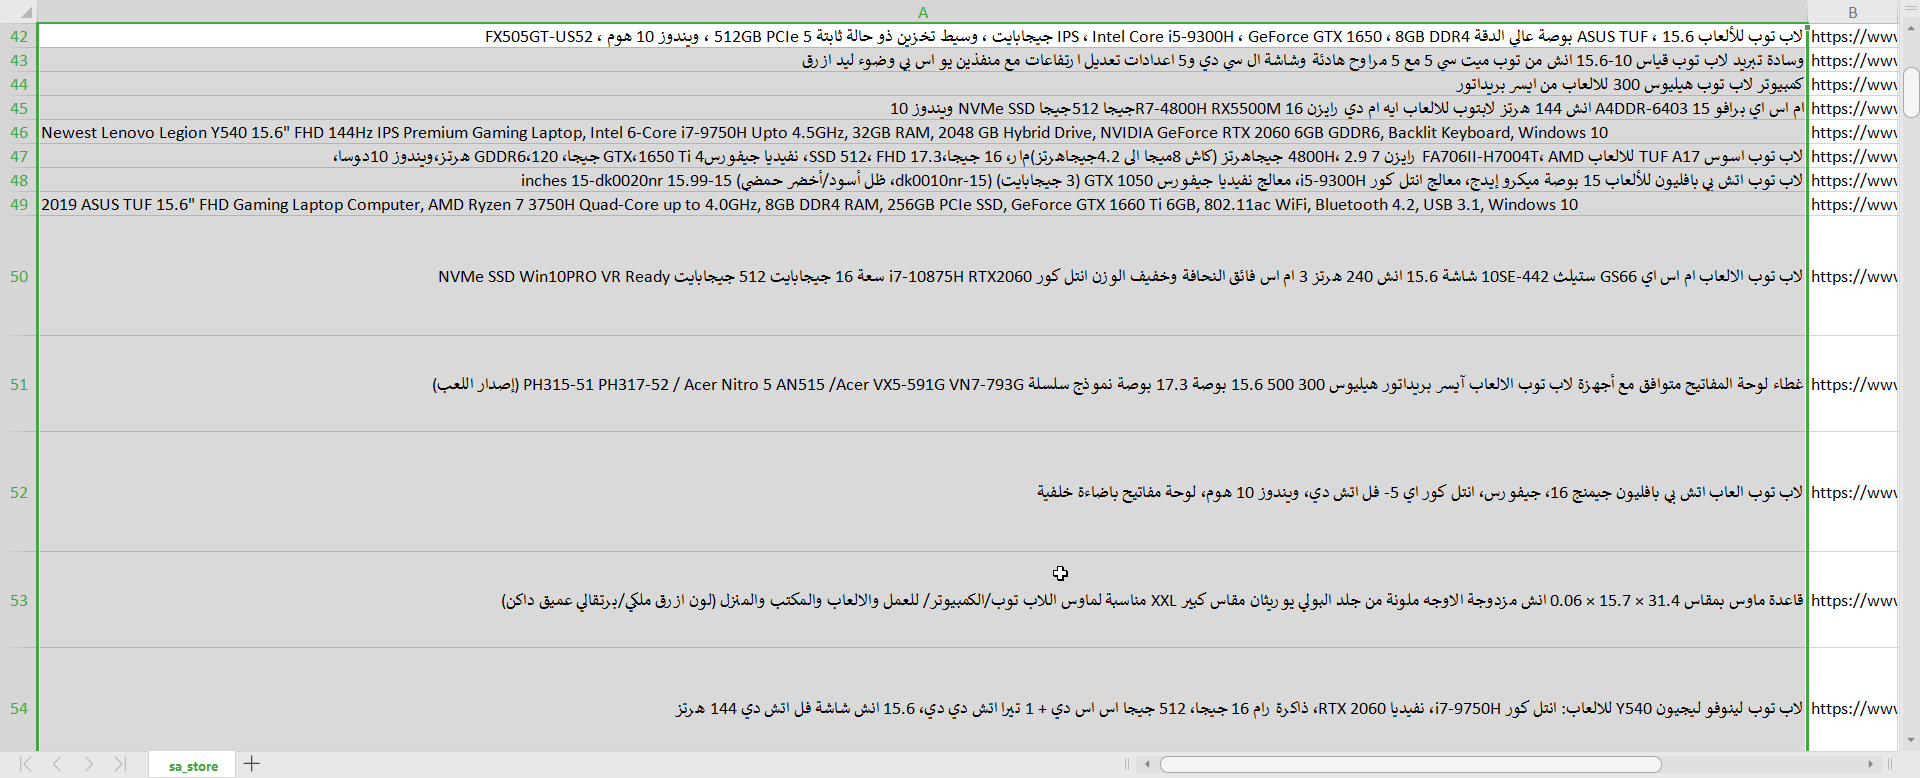 A B
42 لاب توب للألعاب ASUS TUF ، 15.6 بوصة عالي الدقة IPS ، Intel Core i5-9300H ، GeForce GTX 1650 ، 8GB DDR4 جيجابايت ، وسيط تخزين ذو حالة ثابتة 512GB PCIe 5 ، ويندوز 10 هوم ، FX505GT-US52 https://www
43 وسادة تبريد لاب توب قياس 10-15.6 انش من توب ميت سي 5 مع 5 مراوح هادئة وشاشة ال سي دي و5 اعدادات تعديل ارتفاعات مع منفذين يو اس بي وضوء ليد ازرق https://www
44 كمبيوتر لاب توب هيليوس 300 للالعاب من ايسر بريداتور https://www
45 ام اس اي برافو 15 A4DDR-6403 انش 144 هرتز لابتوب للالعاب ايه ام دي رايزن R7-4800H RX5500M 16جيجا 512جيجا NVMe SSD ويندوز 10 https://www
46 Newest Lenovo Legion Y540 15.6" FHD 144Hz IPS Premium Gaming Laptop, Intel 6-Core i7-9750H Upto 4.5GHz, 32GB RAM, 2048 GB Hybrid Drive, NVIDIA GeForce RTX 2060 6GB GDDR6, Backlit Keyboard, Windows 10 https://www
47 لاب توب اسوس TUF A17 للالعاب FA706II-H7004T، AMD رايزن 7 4800H، 2.9 جيجاهرتز (كاش 8ميجا الى 4.2جيجاهرتز)م/ر، 16 جيجا، SSD 512، FHD 17.3، نفيديا جيفورس GTX،1650 Ti 4 جيجا، GDDR6،120 هرتز،ويندوز 10دوسا، https://www
48 لاب توب اتش بي بافليون للألعاب 15 بوصة ميكرو إيدج، معالج انتل كور i5-9300H، معالج نفيديا جيفورس GTX 1050 (3 جيجابايت) (15-dk0010nr، ظل أسود/أخضر حمضي) 15-15.99 inches 15-dk0020nr https://www
49 2019 ASUS TUF 15.6" FHD Gaming Laptop Computer, AMD Ryzen 7 3750H Quad-Core up to 4.0GHz, 8GB DDR4 RAM, 256GB PCIe SSD, GeForce GTX 1660 Ti 6GB, 802.11ac WiFi, Bluetooth 4.2, USB 3.1, Windows 10 https://www
50 لاب توب الالعاب ام اس اي GS66 ستيلث 10SE-442 شاشة 15.6 انش 240 هرتز 3 ام اس فائق النحافة وخفيف الوزن انتل كور i7-10875H RTX2060 سعة 16 جيجابايت 512 جيجابايت NVMe SSD Win10PRO VR Ready https://www
51 غطاء لوحة المفاتيح متوافق مع أجهزة لاب توب الالعاب آيسر بريداتور هيليوس 300 500 15.6 بوصة 17.3 بوصة نموذج سلسلة PH315-51 PH317-52 / Acer Nitro 5 AN515 /Acer VX5-591G VN7-793G (إصدار اللعب) https://www
52 لاب توب العاب اتش بي بافليون جيمنج 16، جيفورس، انتل كور اي 5- فل اتش دي، ويندوز 10 هوم، لوحة مفاتيح باضاءة خلفية https://www
53 قاعدة ماوس بمقاس 31.4 × 15.7 × 0.06 انش مزدوجة الاوجه ملونة من جلد البولي يوريثان مقاس كبير XXL مناسبة لماوس اللاب توب/الكمبيوتر/ للعمل والالعاب والمكتب والمنزل (لون ازرق ملكي/برتقالي عميق داكن) https://www
54 لاب توب لينوفو ليجيون Y540 للالعاب: انتل كور i7-9750H، نفيديا RTX 2060، ذاكرة رام 16 جيجا، 512 جيجا اس اس دي + 1 تيرا اتش دي دي، 15.6 انش شاشة فل اتش دي 144 هرتز https://www
sa_store